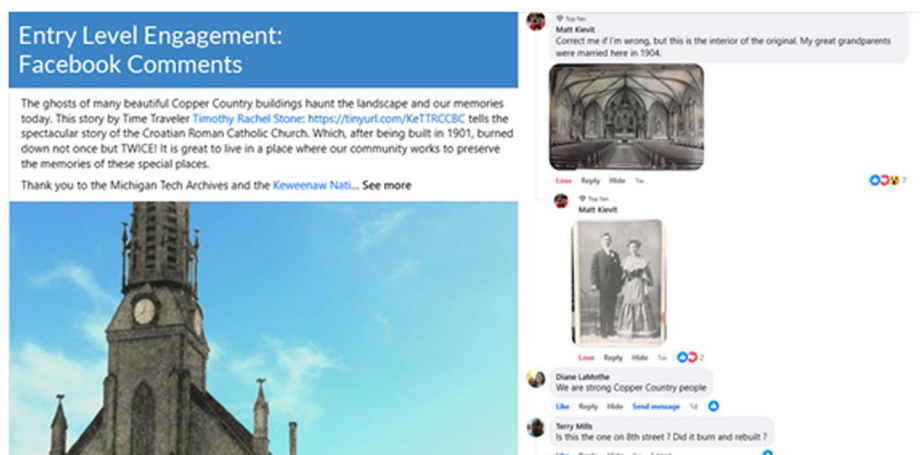 Entry Level Engagement:
Facebook Comments
The ghosts of many beautiful Copper Country buildings haunt the landscape and our memories
today. This story by Time Traveler Timothy Rachel Stone: https://tinyurl.com/KeTTRCCBC tells the
spectacular story of the Croatian Roman Catholic Church. Which, after being built in 1901, burned
down not once but TWICE! It is great to live in a place where our community works to preserve
the memories of these special places.
Thank you to the Michigan Tech Archives and the Keweenaw Nati... See more
Top fan
Matt Kievit
Correct me if I'm wrong, but this is the interior of the original. My great grandparents
were married here in 1904.
Love Reply Hide 1w 7
Top fan
Matt Kievit
Love Reply Hide 1w 2
Diane LaMothe
We are strong Copper Country people
Like Reply Hide Send message 1d
Terry Mills
Is this the one on 8th street ? Did it burn and rebuilt ?